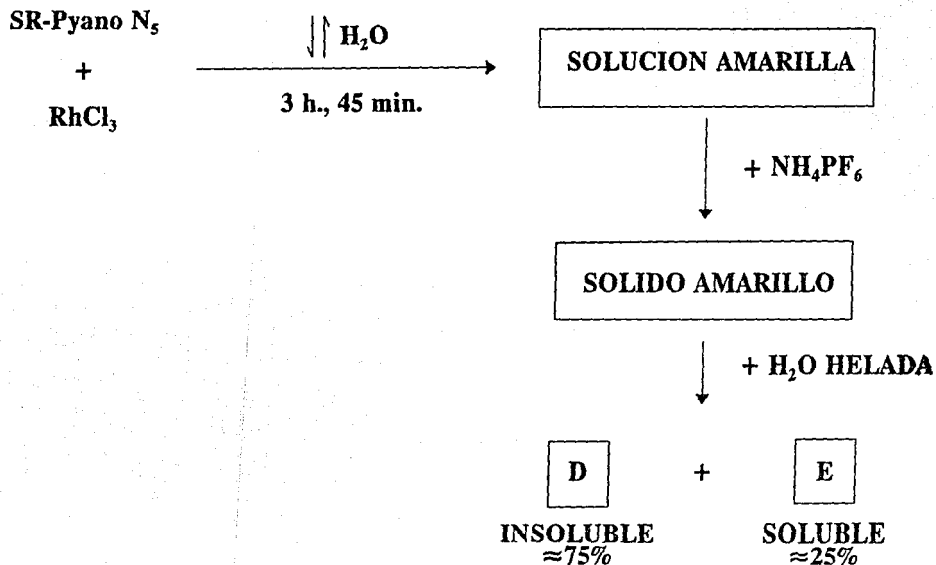 SR-Pyano N₅
+
RhCl₃
H₂O
3 h., 45 min.
SOLUCION AMARILLA
+ NH₄PF₆
SOLIDO AMARILLO
+ H₂O HELADA
D + E
INSOLUBLE SOLUBLE
≈75% ≈25%